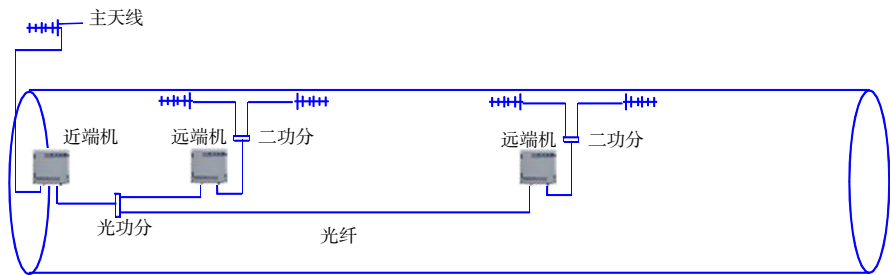 主天线
近端机
远端机
二功分
远端机
二功分
光功分
光纤